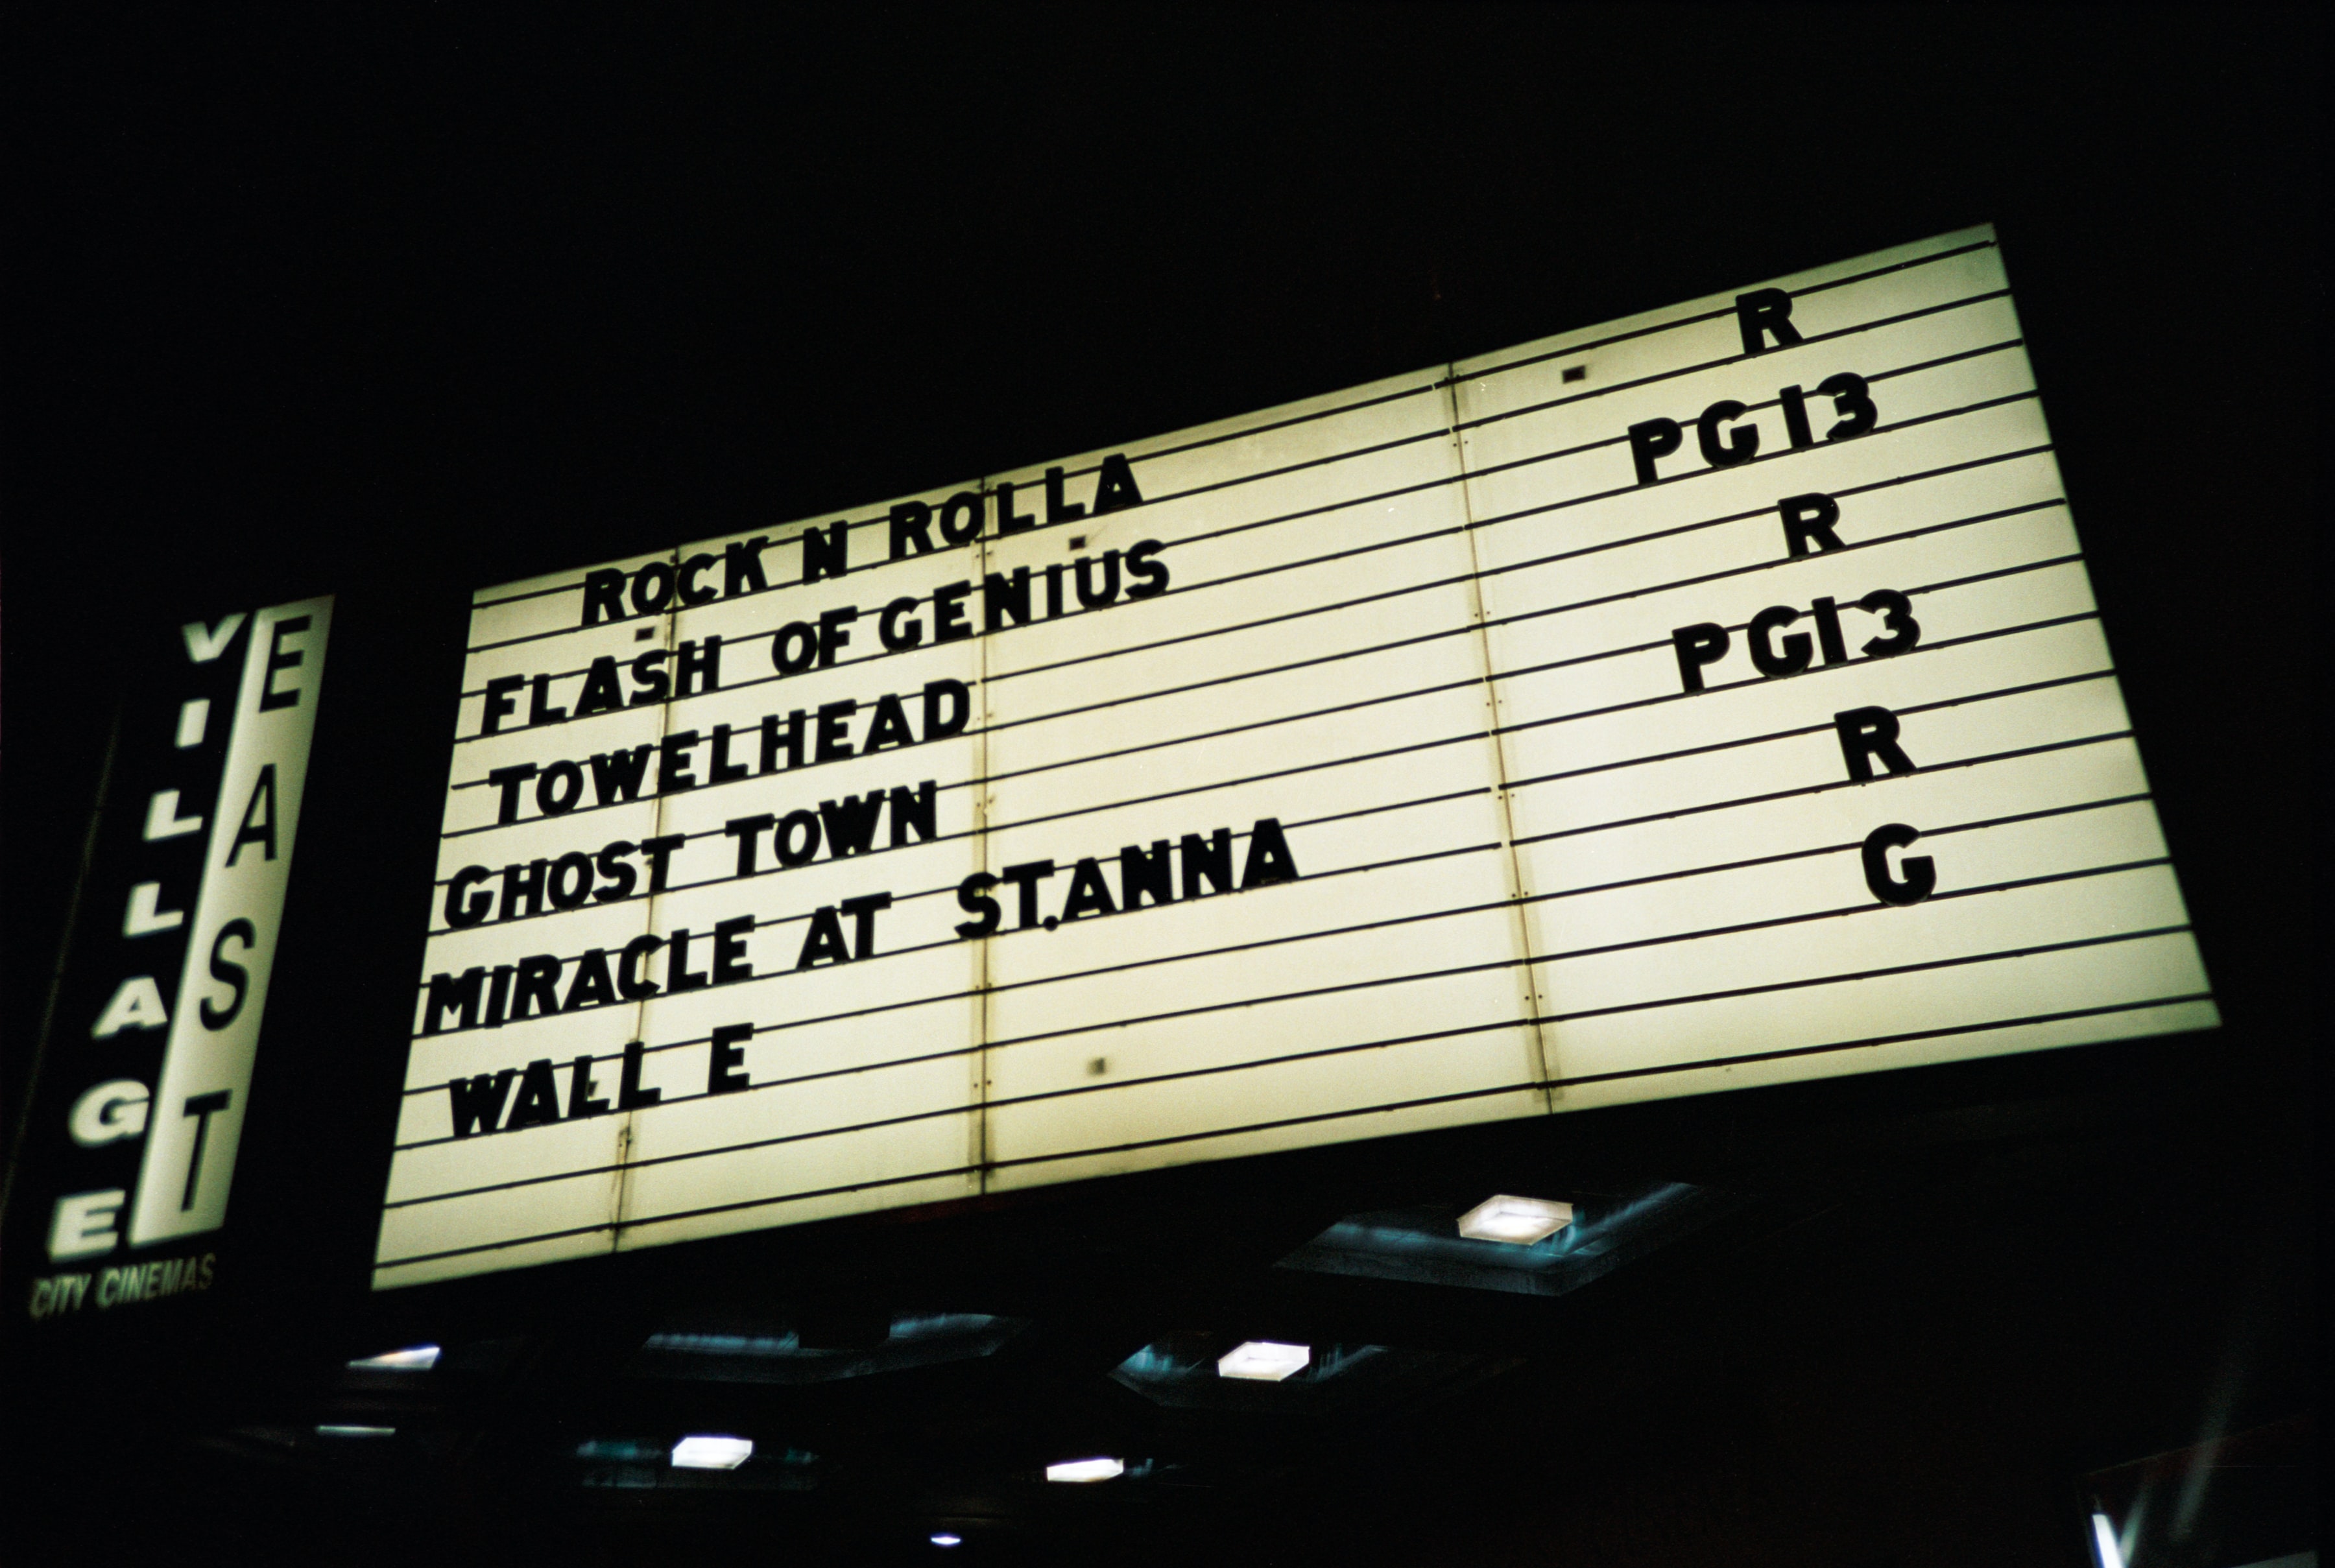 VILLAGE
EAST
CITY CINEMAS
ROCK N ROLLA R
FLASH OF GENIUS PG13
TOWELHEAD R
GHOST TOWN PG13
MIRACLE AT ST.ANNA R
WALL E G